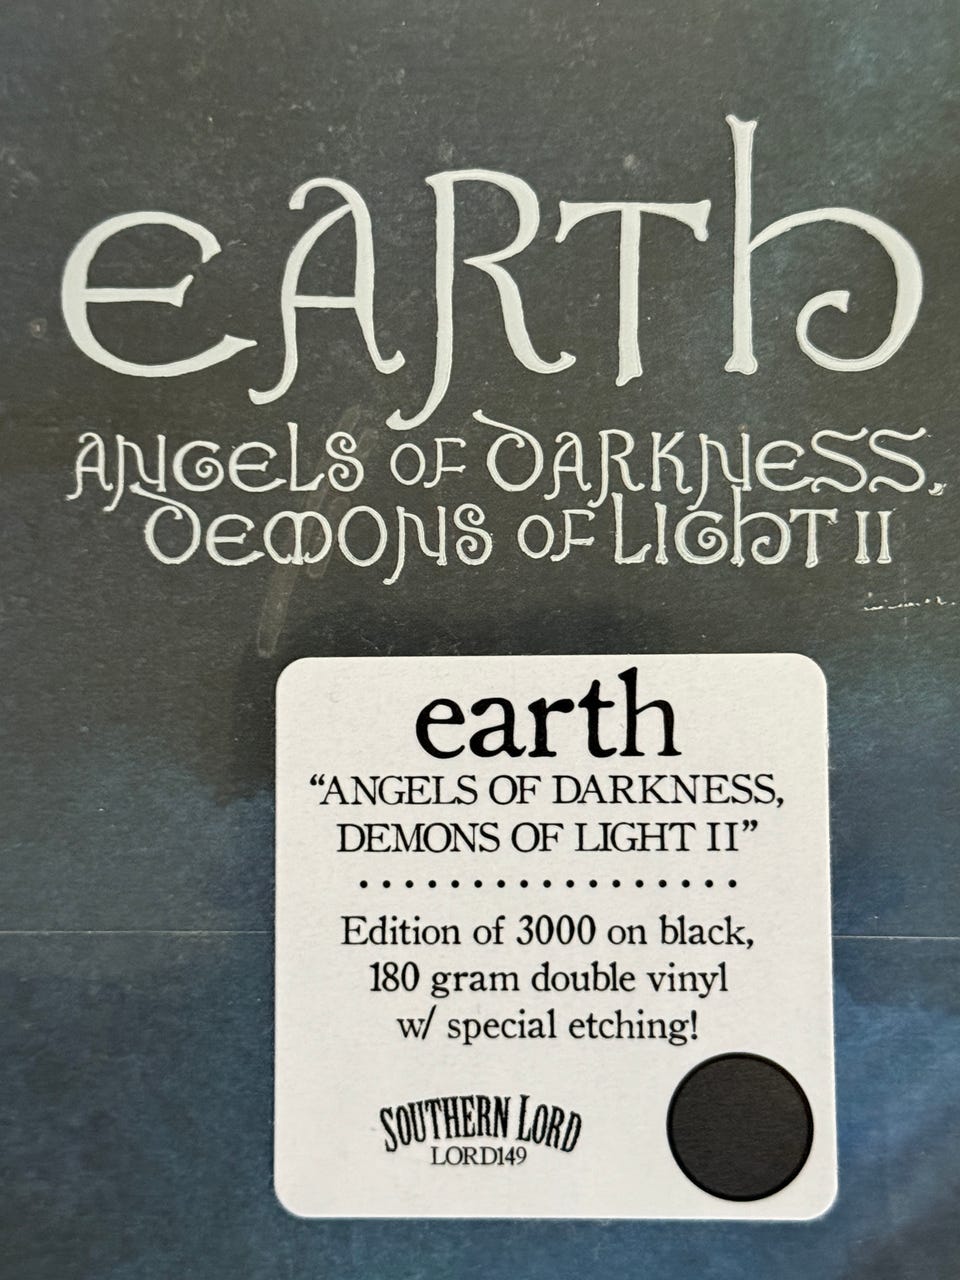 EARTh
ANGELS OF DARKNESS,
DEMONS OF LIGhT II
earth
“ANGELS OF DARKNESS,
DEMONS OF LIGHT II”
..................
Edition of 3000 on black,
180 gram double vinyl
w/ special etching!
SOUTHERN LORD
LORD149